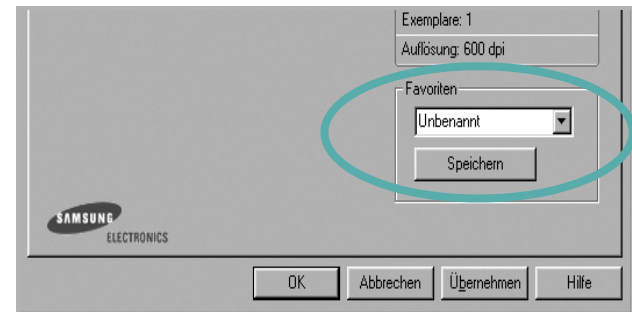 Exemplare: 1
Auflösung: 600 dpi
Favoriten
Unbenannt
Speichern
SAMSUNG
ELECTRONICS
OK Abbrechen Übernehmen Hilfe